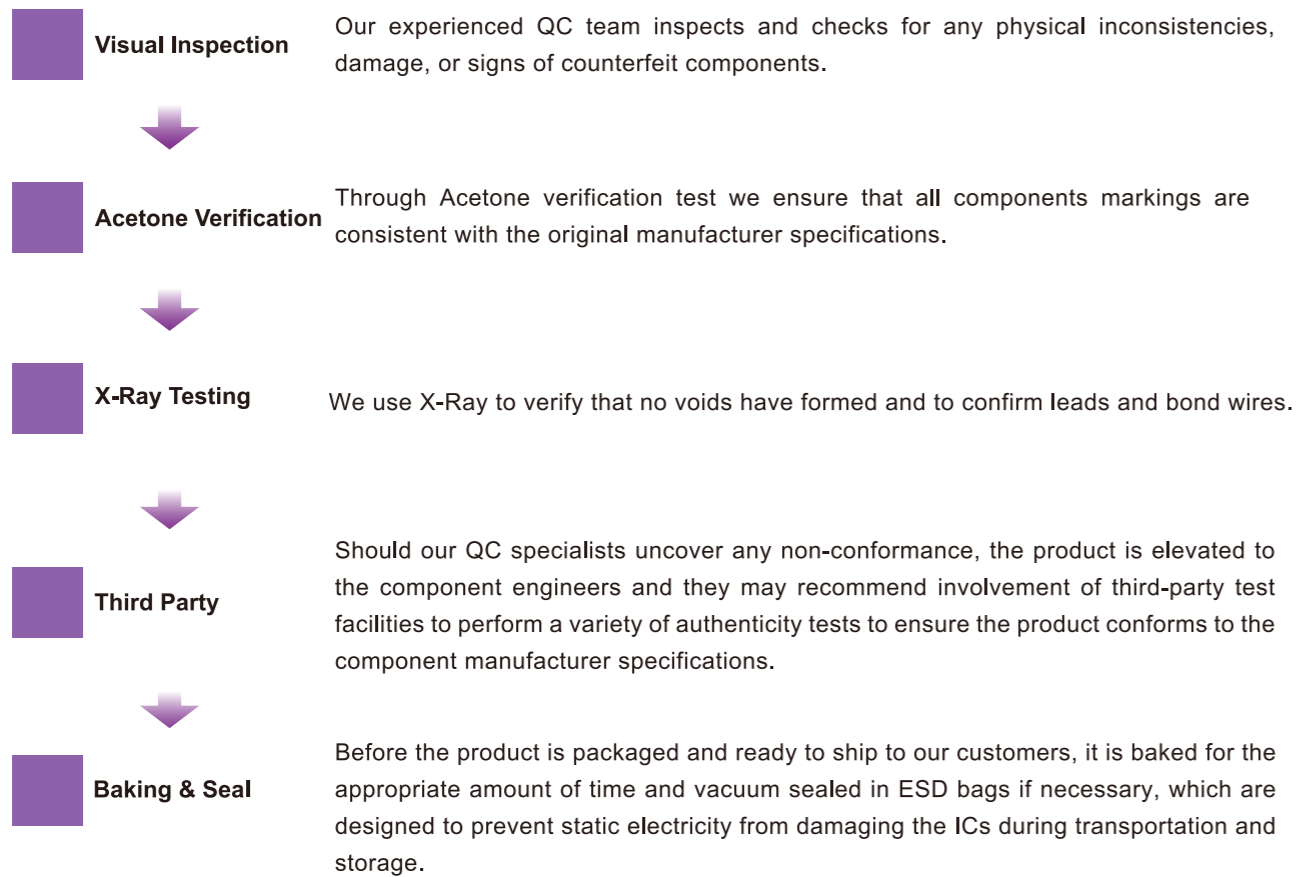 Visual Inspection
Our experienced QC team inspects and checks for any physical inconsistencies,
damage, or signs of counterfeit components.
Acetone Verification
Through Acetone verification test we ensure that all components markings are
consistent with the original manufacturer specifications.
X-Ray Testing
We use X-Ray to verify that no voids have formed and to confirm leads and bond wires.
Third Party
Should our QC specialists uncover any non-conformance, the product is elevated to
the component engineers and they may recommend involvement of third-party test
facilities to perform a variety of authenticity tests to ensure the product conforms to the
component manufacturer specifications.
Baking & Seal
Before the product is packaged and ready to ship to our customers, it is baked for the
appropriate amount of time and vacuum sealed in ESD bags if necessary, which are
designed to prevent static electricity from damaging the ICs during transportation and
storage.